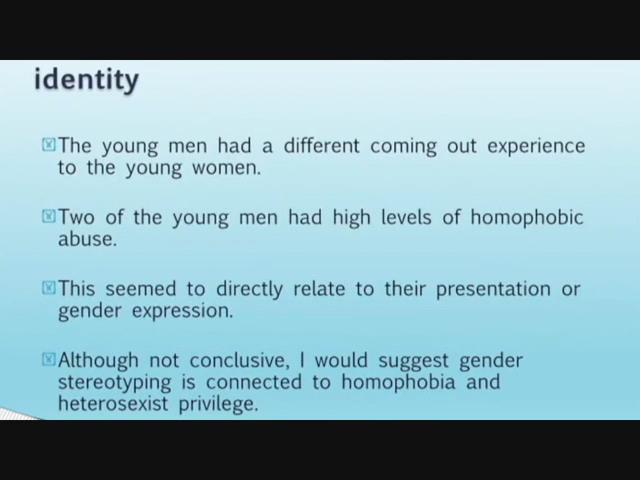 identity
The young men had a different coming out experience
to the young women.
Two of the young men had high levels of homophobic
abuse.
This seemed to directly relate to their presentation or
gender expression.
Although not conclusive, I would suggest gender
stereotyping is connected to homophobia and
heterosexist privilege.